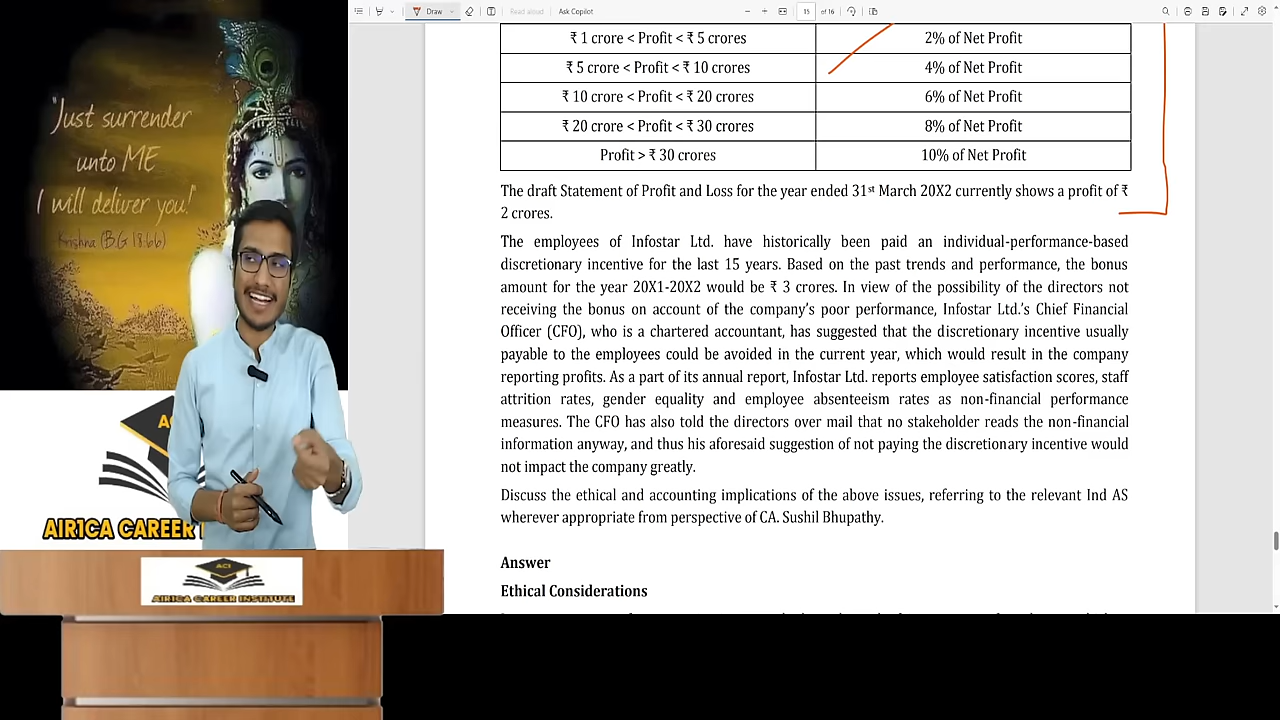 Draw
Read aloud
Ask Copilot
15
of 16
"Just surrender
unto ME
I will deliver you!"
- Krishna (B.G 18:66)
₹ 1 crore < Profit < ₹ 5 crores 2% of Net Profit
₹ 5 crore < Profit < ₹ 10 crores 4% of Net Profit
₹ 10 crore < Profit < ₹ 20 crores 6% of Net Profit
₹ 20 crore < Profit < ₹ 30 crores 8% of Net Profit
Profit > ₹ 30 crores 10% of Net Profit
The draft Statement of Profit and Loss for the year ended 31st March 20X2 currently shows a profit of ₹
2 crores.
The employees of Infostar Ltd. have historically been paid an individual-performance-based
discretionary incentive for the last 15 years. Based on the past trends and performance, the bonus
amount for the year 20X1-20X2 would be ₹ 3 crores. In view of the possibility of the directors not
receiving the bonus on account of the company's poor performance, Infostar Ltd.'s Chief Financial
Officer (CFO), who is a chartered accountant, has suggested that the discretionary incentive usually
payable to the employees could be avoided in the current year, which would result in the company
reporting profits. As a part of its annual report, Infostar Ltd. reports employee satisfaction scores, staff
attrition rates, gender equality and employee absenteeism rates as non-financial performance
measures. The CFO has also told the directors over mail that no stakeholder reads the non-financial
information anyway, and thus his aforesaid suggestion of not paying the discretionary incentive would
not impact the company greatly.
Discuss the ethical and accounting implications of the above issues, referring to the relevant Ind AS
wherever appropriate from perspective of CA. Sushil Bhupathy.
Answer
Ethical Considerations
AIR1CA CAREER
ACI
AIR1CA CAREER INSTITUTE